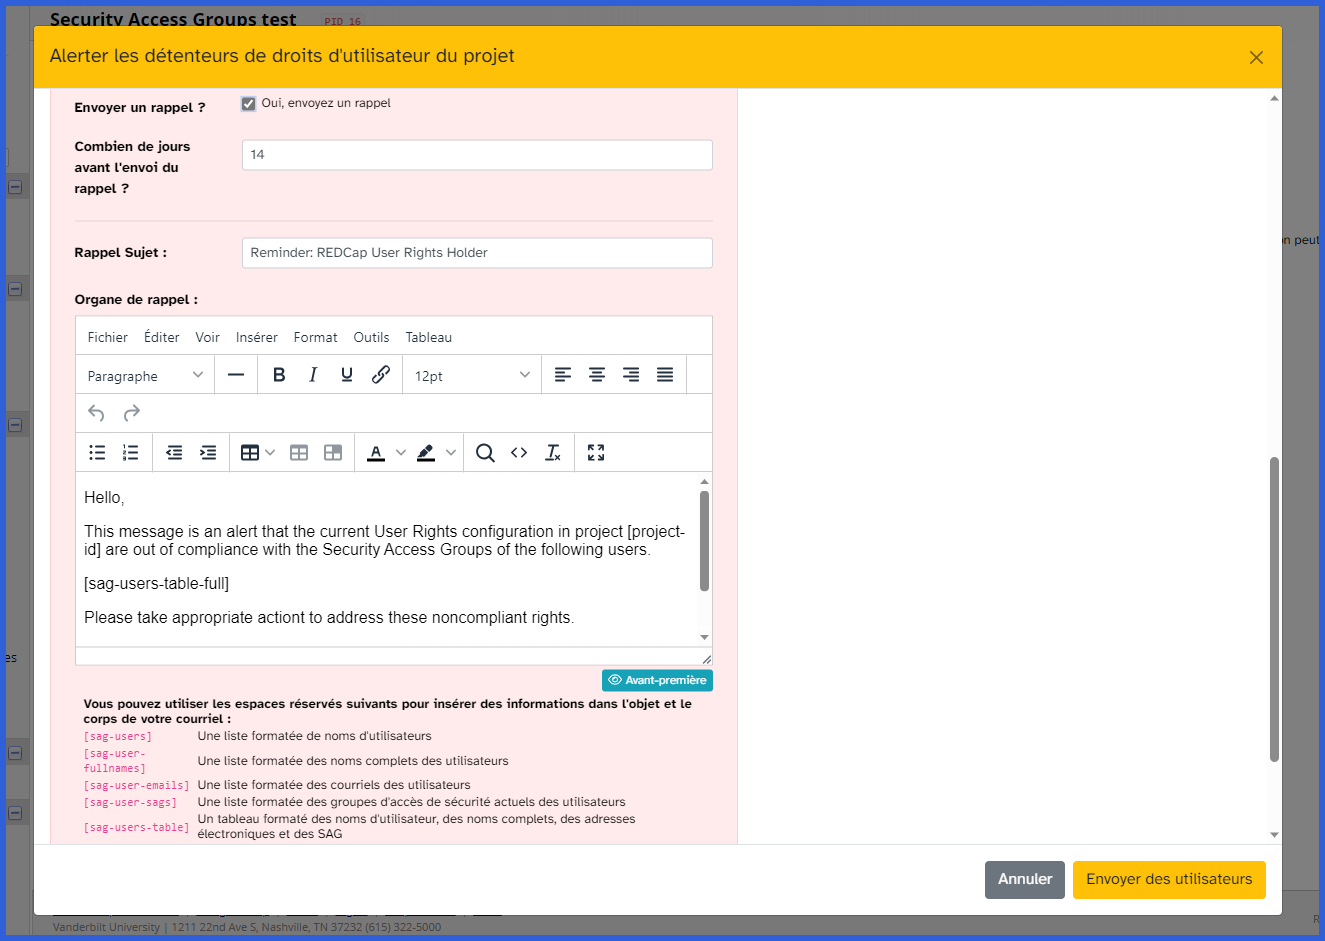 Security Access Groups test PID 16
Alerter les détenteurs de droits d'utilisateur du projet
Envoyer un rappel ? Oui, envoyez un rappel
Combien de jours
avant l'envoi du
rappel ?
14
Rappel Sujet : Reminder: REDCap User Rights Holder
Organe de rappel :
Fichier Éditer Voir Insérer Format Outils Tableau
Paragraphe B I U 12pt
Hello,
This message is an alert that the current User Rights configuration in project [project-
id] are out of compliance with the Security Access Groups of the following users.
[sag-users-table-full]
Please take appropriate actiont to address these noncompliant rights.
Avant-première
Vous pouvez utiliser les espaces réservés suivants pour insérer des informations dans l'objet et le
corps de votre courriel :
[sag-users] Une liste formatée de noms d'utilisateurs
[sag-user-
fullnames]
Une liste formatée des noms complets des utilisateurs
[sag-user-emails] Une liste formatée des courriels des utilisateurs
[sag-user-sags] Une liste formatée des groupes d'accès de sécurité actuels des utilisateurs
[sag-users-table] Un tableau formaté des noms d'utilisateur, des noms complets, des adresses
électroniques et des SAG
Annuler Envoyer des utilisateurs
n peut
es
Vanderbilt University | 1211 22nd Ave S, Nashville, TN 37232 (615) 322-5000